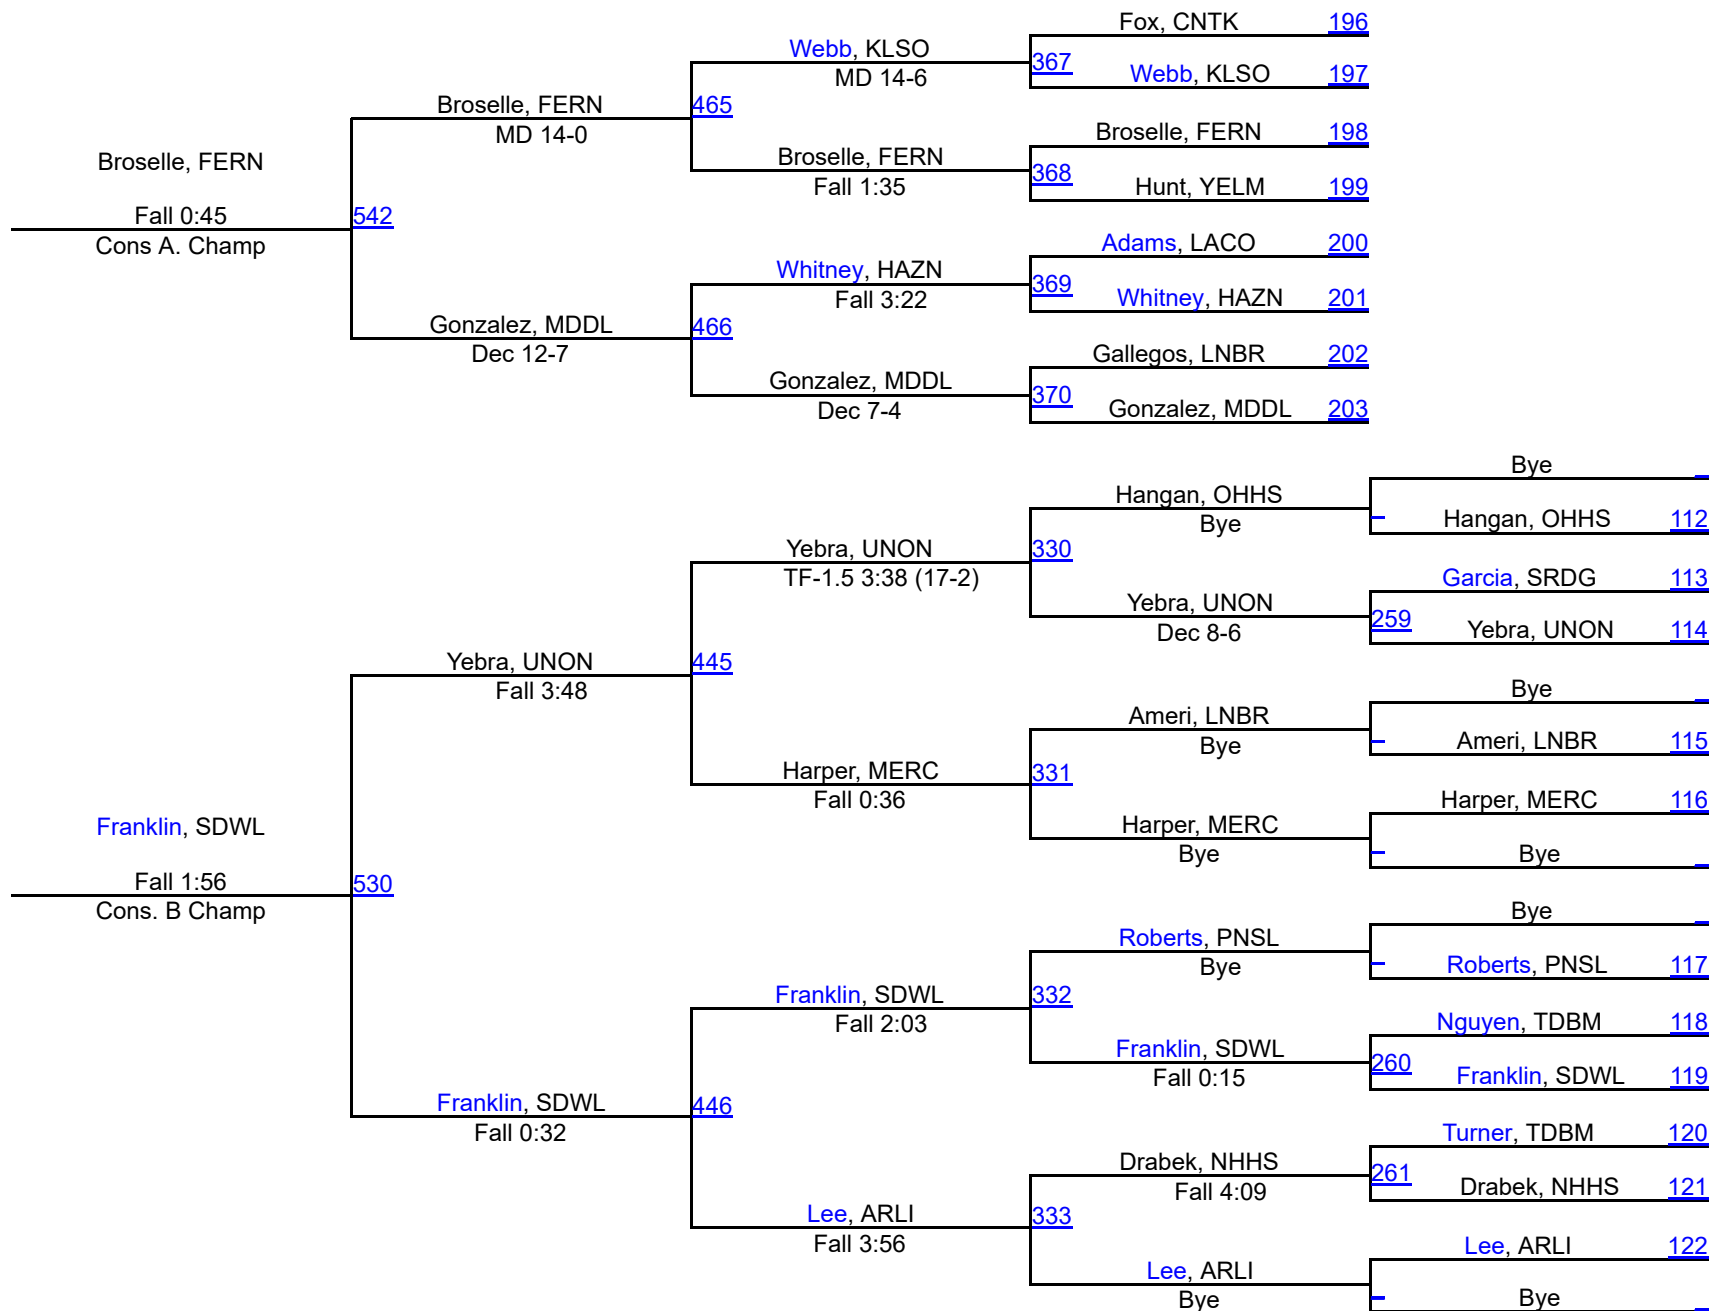 Fox, CNTK 196
Webb, KLSO
367
MD 14-6
Webb, KLSO 197
Broselle, FERN
465
MD 14-0
Broselle, FERN 198
Broselle, FERN
Broselle, FERN
368
Fall 1:35
Hunt, YELM 199
Fall 0:45
542
Cons A. Champ
Adams, LACO 200
Whitney, HAZN
369
Fall 3:22
Whitney, HAZN 201
Gonzalez, MDDL
466
Dec 12-7
Gallegos, LNBR 202
Gonzalez, MDDL
370
Dec 7-4
Gonzalez, MDDL 203
Bye
Hangan, OHHS
Bye
Hangan, OHHS 112
Yebra, UNON
330
TF-1.5 3:38 (17-2)
Garcia, SRDG 113
Yebra, UNON
259
Dec 8-6
Yebra, UNON 114
Yebra, UNON
445
Fall 3:48
Bye
Ameri, LNBR
Bye
Ameri, LNBR 115
Harper, MERC
331
Fall 0:36
Harper, MERC 116
Harper, MERC
Bye
Bye
Franklin, SDWL
Fall 1:56
530
Cons. B Champ
Bye
Roberts, PNSL
Bye
Roberts, PNSL 117
Franklin, SDWL
332
Fall 2:03
Nguyen, TDBM 118
Franklin, SDWL
260
Fall 0:15
Franklin, SDWL 119
Franklin, SDWL
446
Fall 0:32
Turner, TDBM 120
Drabek, NHHS
261
Fall 4:09
Drabek, NHHS 121
Lee, ARLI
333
Fall 3:56
Lee, ARLI 122
Lee, ARLI
Bye
Bye